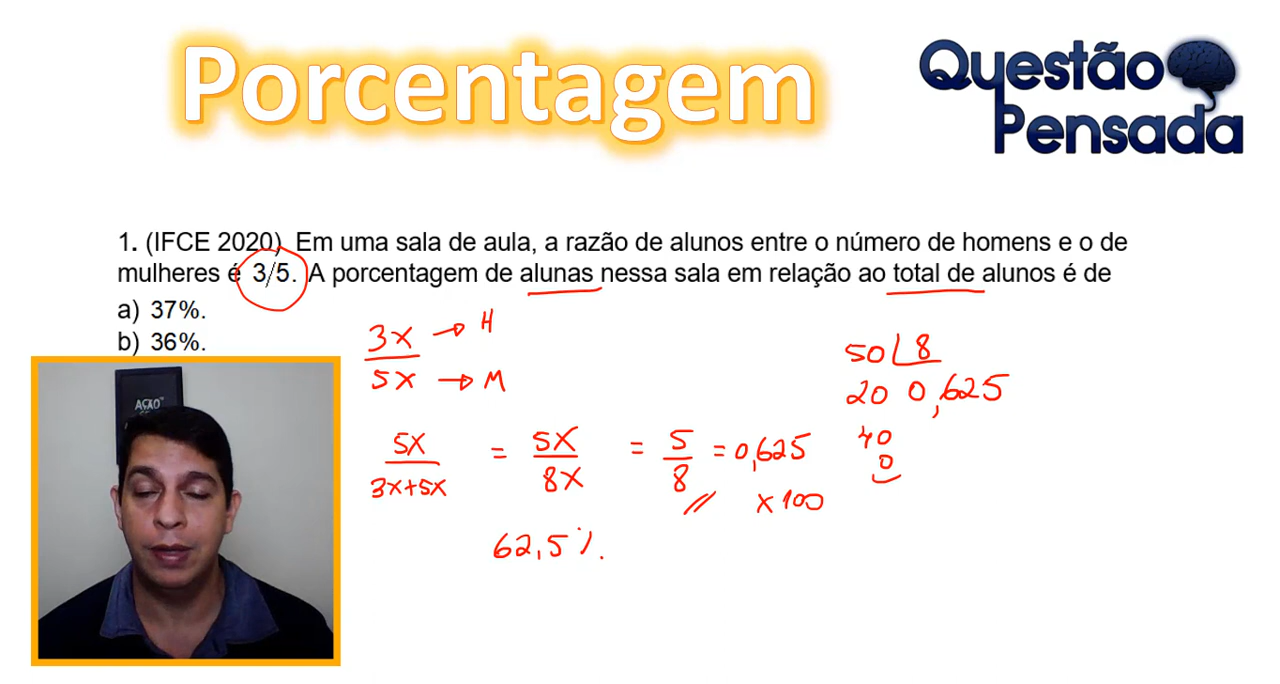 Porcentagem
Questão
Pensada
1. (IFCE 2020) Em uma sala de aula, a razão de alunos entre o número de homens e o de
mulheres é 3/5. A porcentagem de alunas nessa sala em relação ao total de alunos é de
a) 37%.
b) 36%.
3x → H
5x → M
50 8
20 0,625
40
0
5x = 5x = 5 = 0,625
3x+5x 8x 8 x 100
62,5%.
AÇÃO